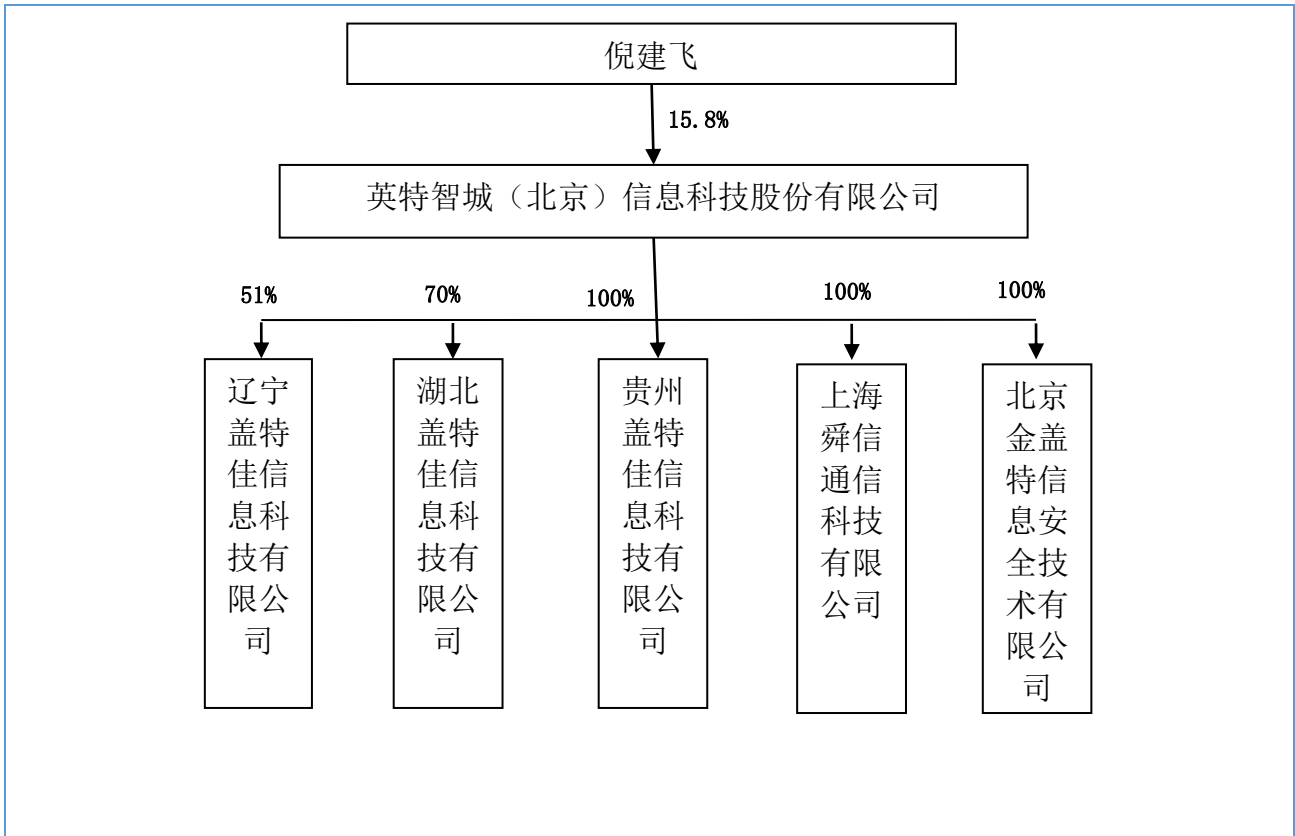 倪建飞
15.8%
英特智城（北京）信息科技股份有限公司
51%
70%
100%
100%
100%
辽宁
盖特
佳信
息科
技有
限公
司
湖北
盖特
佳信
息科
技有
限公
司
贵州
盖特
佳信
息科
技有
限公
司
上海
舜信
通信
科技
有限
公司
北京
金盖
特信
息安
全技
术有
限公
司